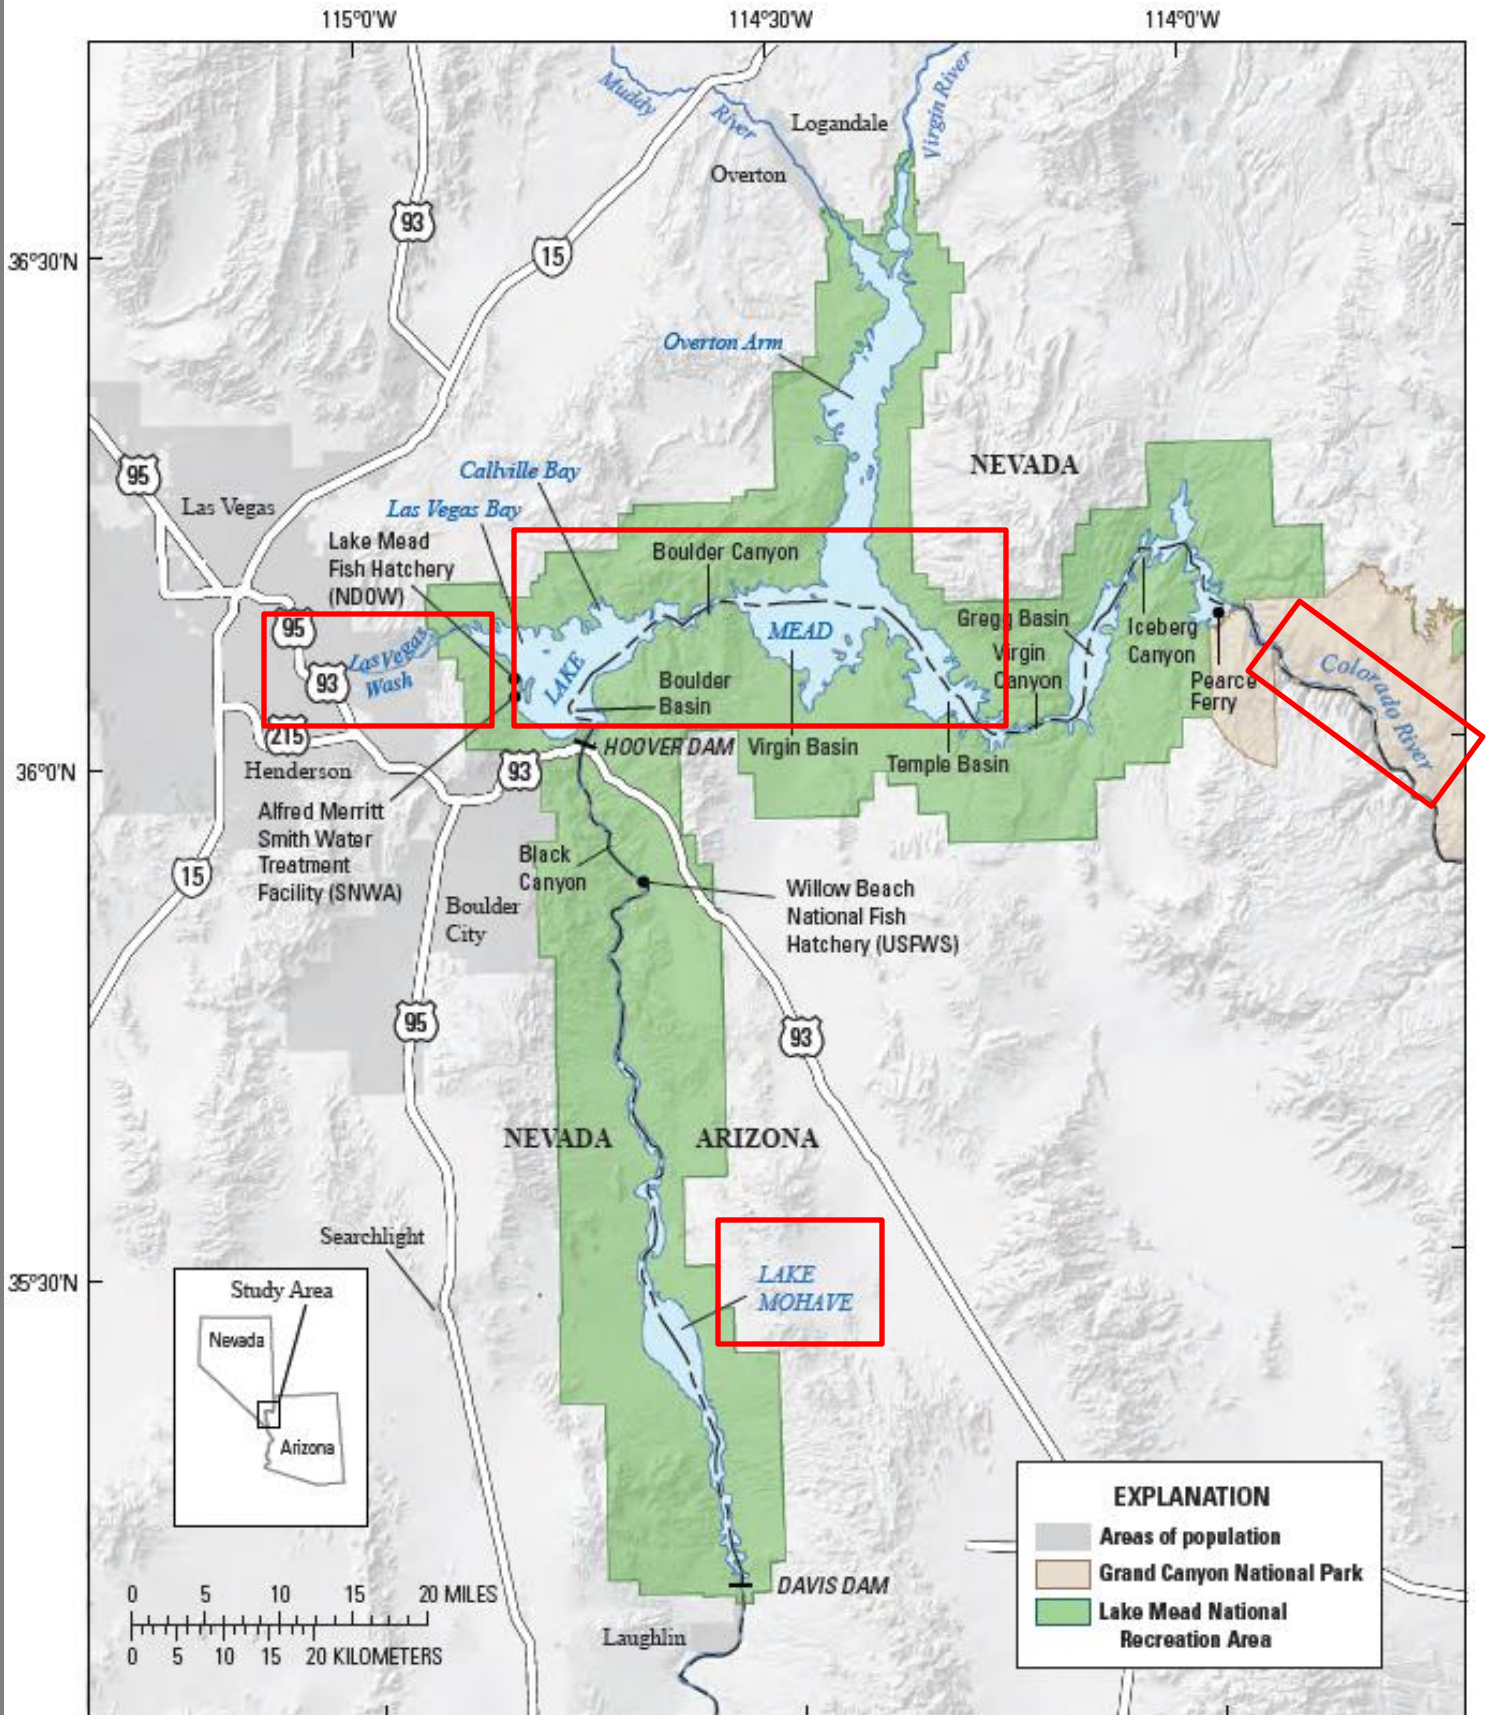 115°0'W
114°30'W
114°0'W
Muddy
River
Logandale
Virgin River
Overton
93
15
36°30'N
Overton Arm
NEVADA
Callville Bay
95
Las Vegas
Las Vegas Bay
Lake Mead
Fish Hatchery
(NDOW)
Boulder Canyon
95
Las Vegas
Wash
93
LAKE
MEAD
Gregg Basin
Virgin
Canyon
Iceberg
Canyon
Pearce
Ferry
Colorado River
Boulder
Basin
215
HOOVER DAM
Virgin Basin
Temple Basin
36°0'N
Henderson
93
Alfred Merritt
Smith Water
Treatment
Facility (SNWA)
15
Black
Canyon
Willow Beach
National Fish
Hatchery (USFWS)
Boulder
City
95
93
NEVADA
ARIZONA
Searchlight
LAKE
MOHAVE
35°30'N
Study Area
Nevada
Arizona
EXPLANATION
Areas of population
Grand Canyon National Park
Lake Mead National
Recreation Area
DAVIS DAM
0 5 10 15 20 MILES
0 5 10 15 20 KILOMETERS
Laughlin